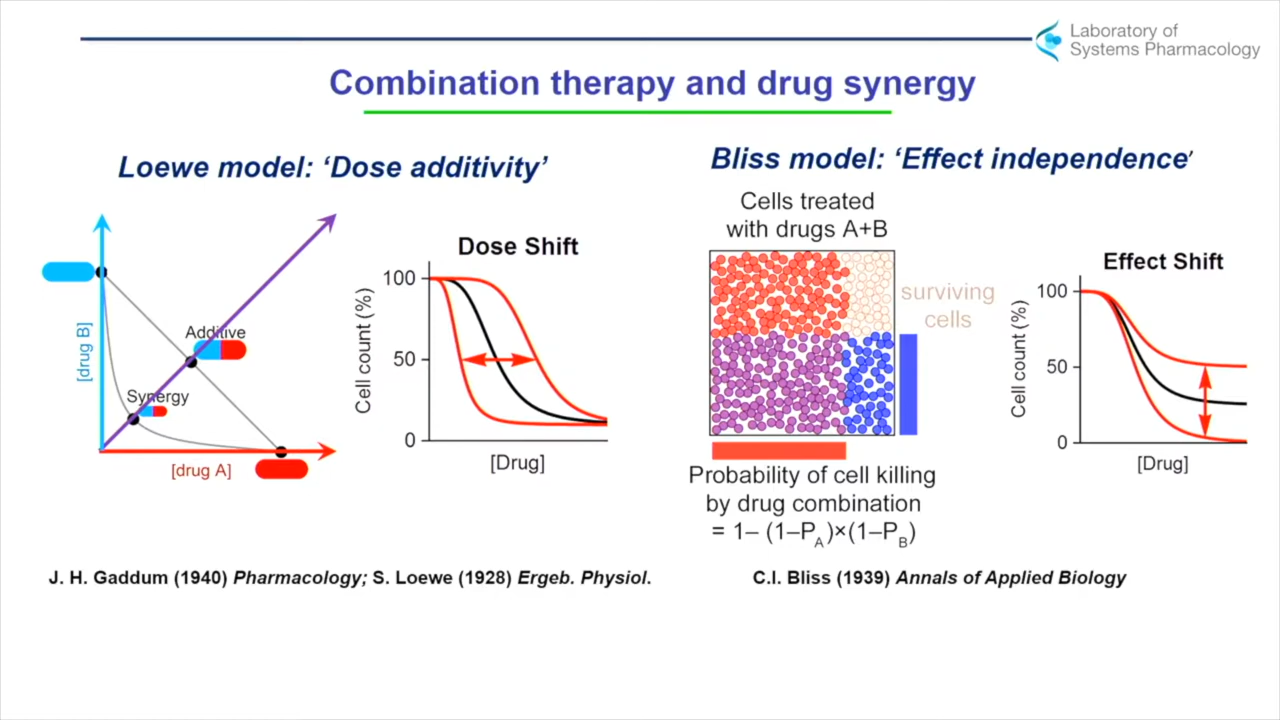 Laboratory of
Systems Pharmacology
Combination therapy and drug synergy
Loewe model: ‘Dose additivity’
[drug B]
Additive
Synergy
[drug A]
Dose Shift
Cell count (%)
100
50
0
[Drug]
J. H. Gaddum (1940) Pharmacology; S. Loewe (1928) Ergeb. Physiol.
Bliss model: ‘Effect independence’
Cells treated
with drugs A+B
surviving
cells
Probability of cell killing
by drug combination
= 1– (1–PA)×(1–PB)
Effect Shift
Cell count (%)
100
50
0
[Drug]
C.I. Bliss (1939) Annals of Applied Biology